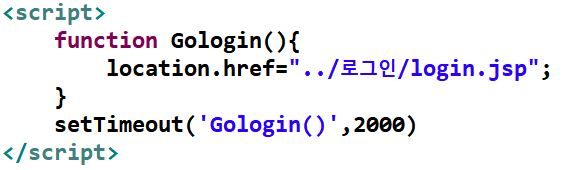 <script>
function Gologin(){
location.href="../로그인/login.jsp";
}
setTimeout('Gologin()',2000)
</script>